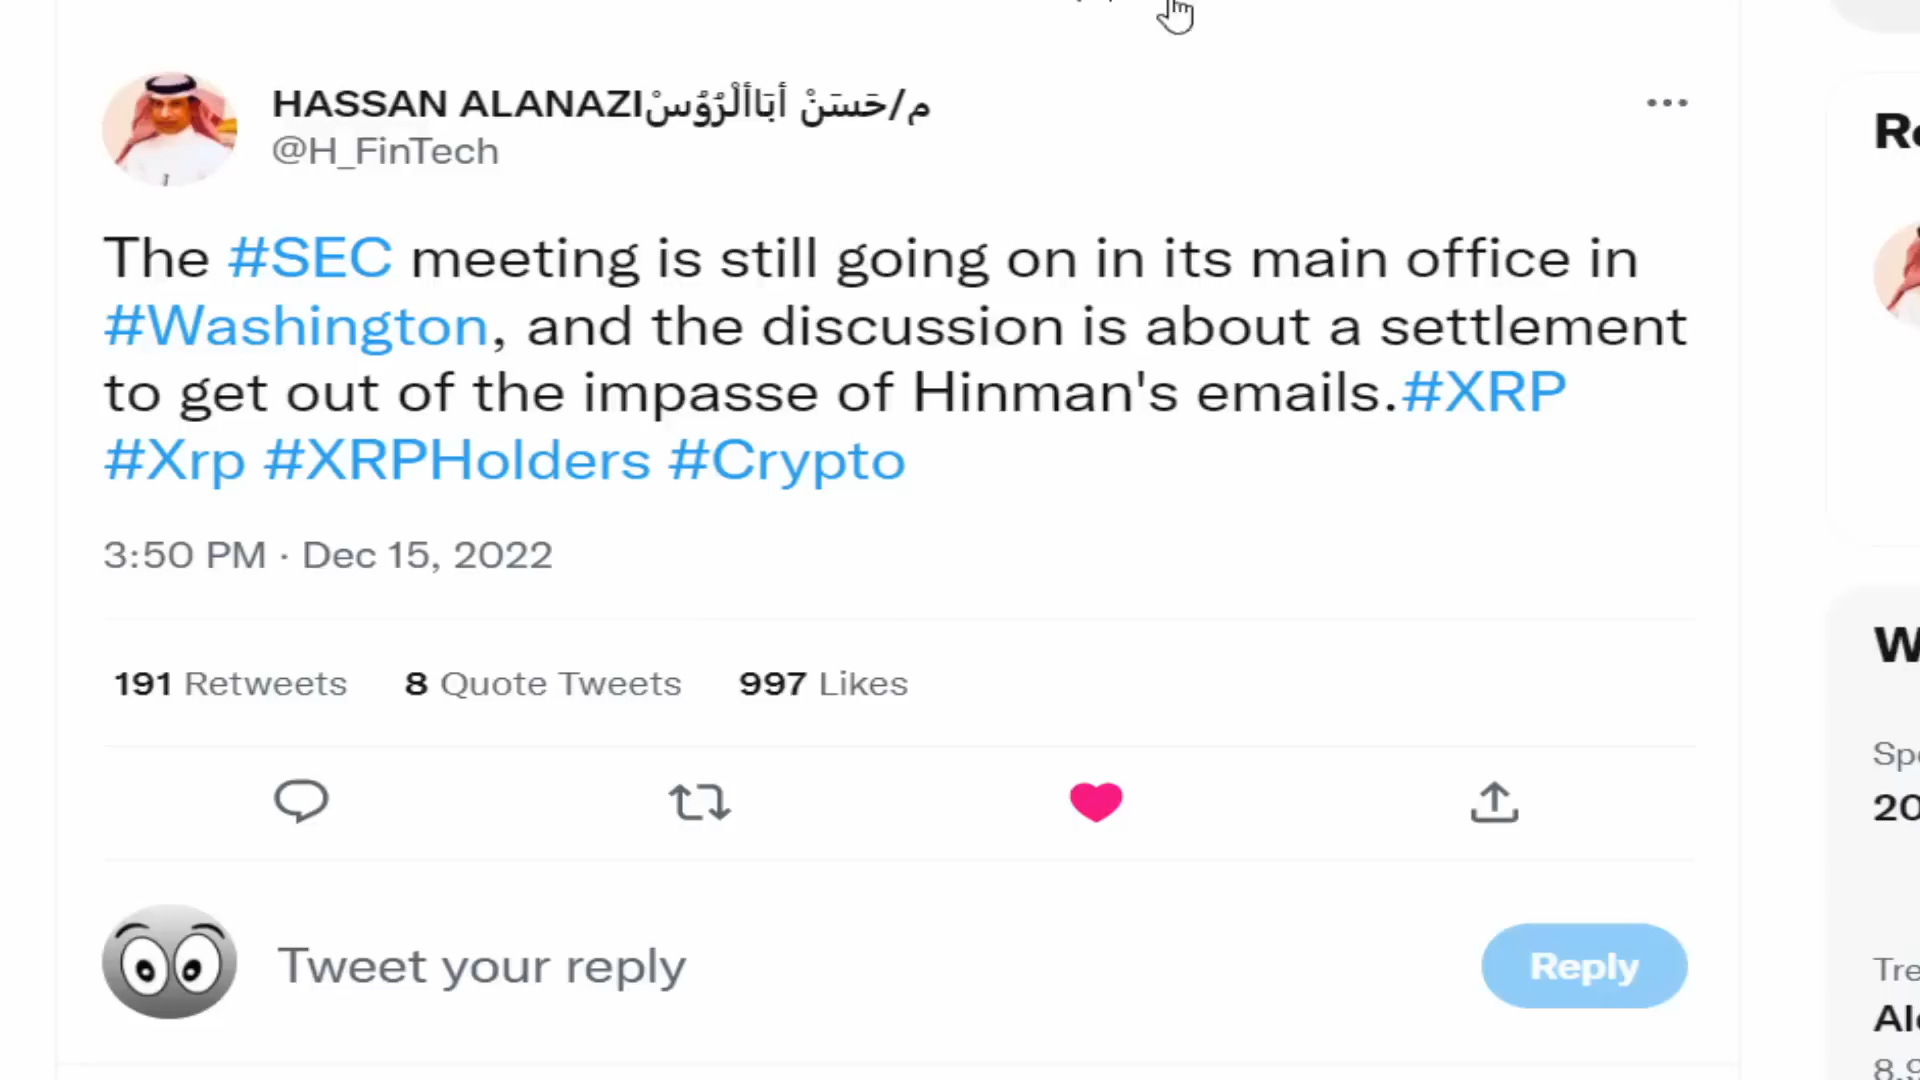 HASSAN ALANAZIم/حَسَنْ أبَاألْرُوُسْ
@H_FinTech
The #SEC meeting is still going on in its main office in
#Washington, and the discussion is about a settlement
to get out of the impasse of Hinman's emails.#XRP
#Xrp #XRPHolders #Crypto
3:50 PM · Dec 15, 2022
191 Retweets 8 Quote Tweets 997 Likes
Tweet your reply
Reply
20